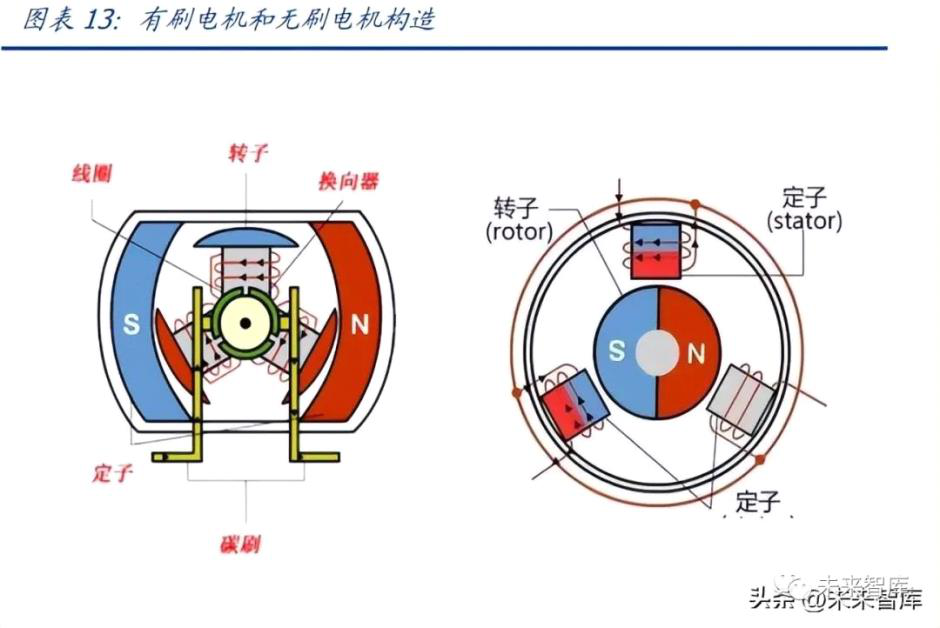 图表 13：有刷电机和无刷电机构造
转子
线圈
换向器
S
N
定子
碳刷
转子
(rotor)
定子
(stator)
S
N
定子
未来智库
头条 @未来智库